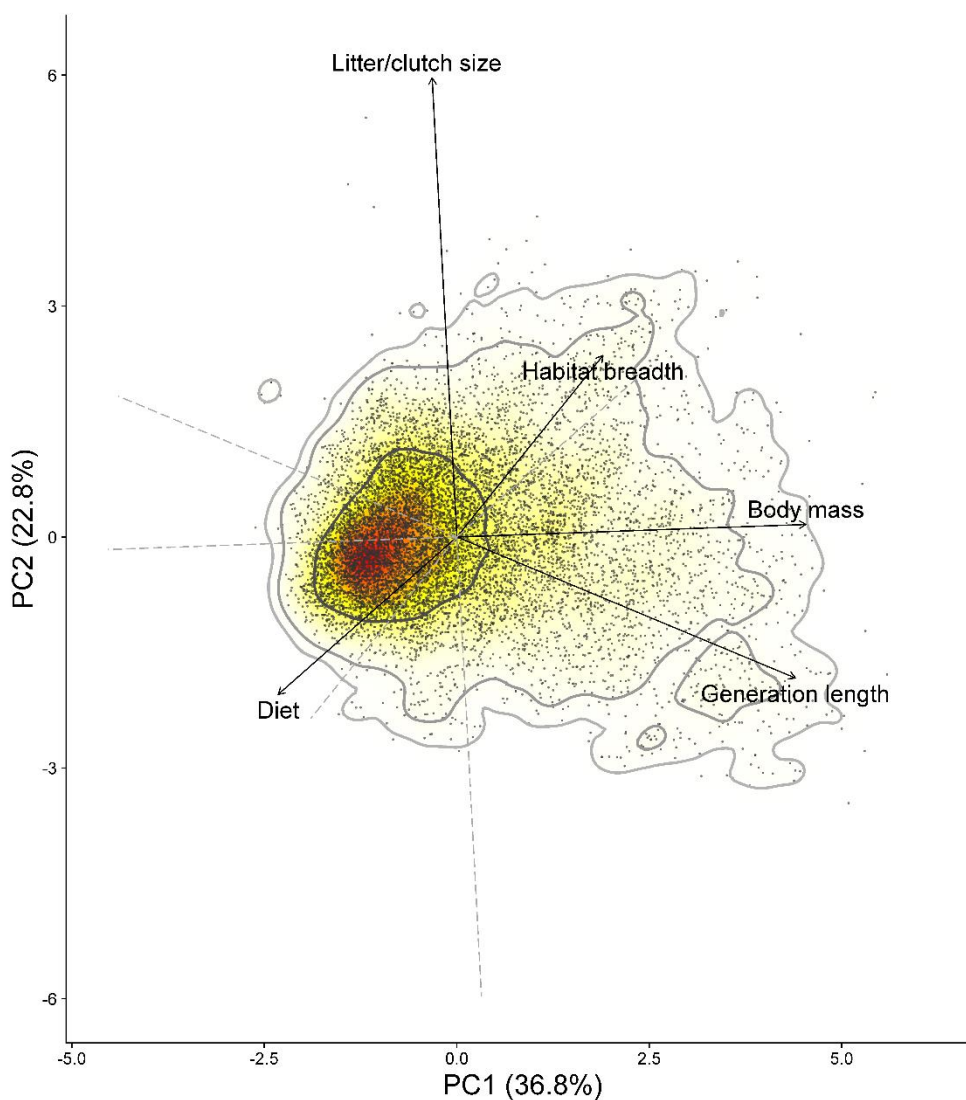 6
Litter/clutch size
3
Habitat breadth
Body mass
0
Generation length
Diet
-3
-6
PC2 (22.8%)
-5.0 -2.5 0.0 2.5 5.0
PC1 (36.8%)